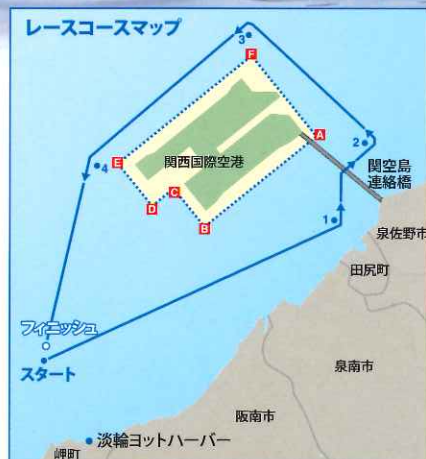 レースコースマップ
3
F
A
2
関空島
連絡橋
E
4
関西国際空港
C
D
B
1
泉佐野市
田尻町
フィニッシュ
スタート
泉南市
阪南市
淡輪ヨットハーバー
岬町